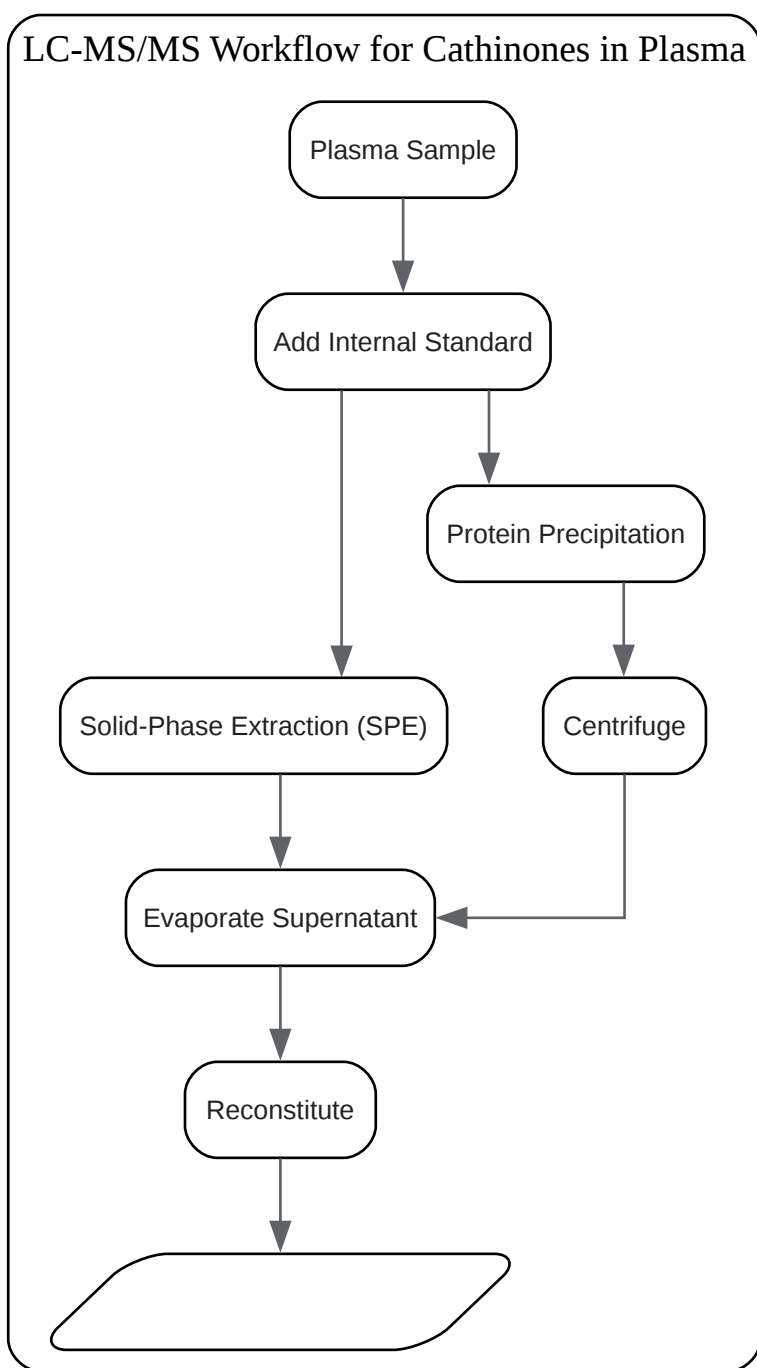 LC-MS/MS Workflow for Cathinones in Plasma
Plasma Sample
Add Internal Standard
Protein Precipitation
Solid-Phase Extraction (SPE)
Centrifuge
Evaporate Supernatant
Reconstitute